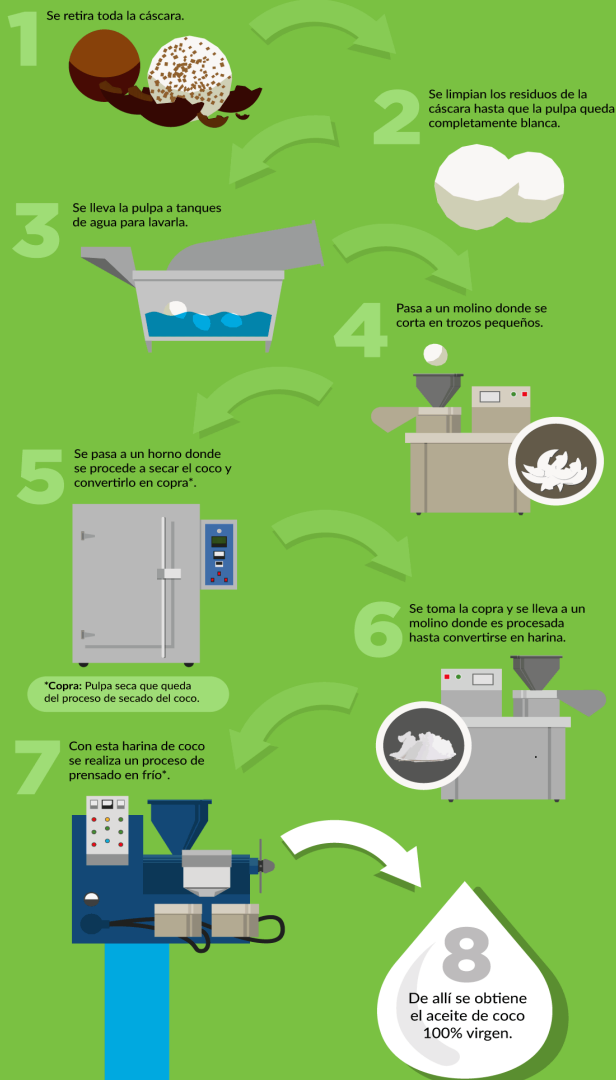 1
Se retira toda la cáscara.
2
Se limpian los residuos de la
cáscara hasta que la pulpa queda
completamente blanca.
3
Se lleva la pulpa a tanques
de agua para lavarla.
4
Pasa a un molino donde se
corta en trozos pequeños.
5
Se pasa a un horno donde
se procede a secar el coco y
convertirlo en copra*.
*Copra: Pulpa seca que queda
del proceso de secado del coco.
6
Se toma la copra y se lleva a un
molino donde es procesada
hasta convertirse en harina.
7
Con esta harina de coco
se realiza un proceso de
prensado en frío*.
8
De allí se obtiene
el aceite de coco
100% virgen.